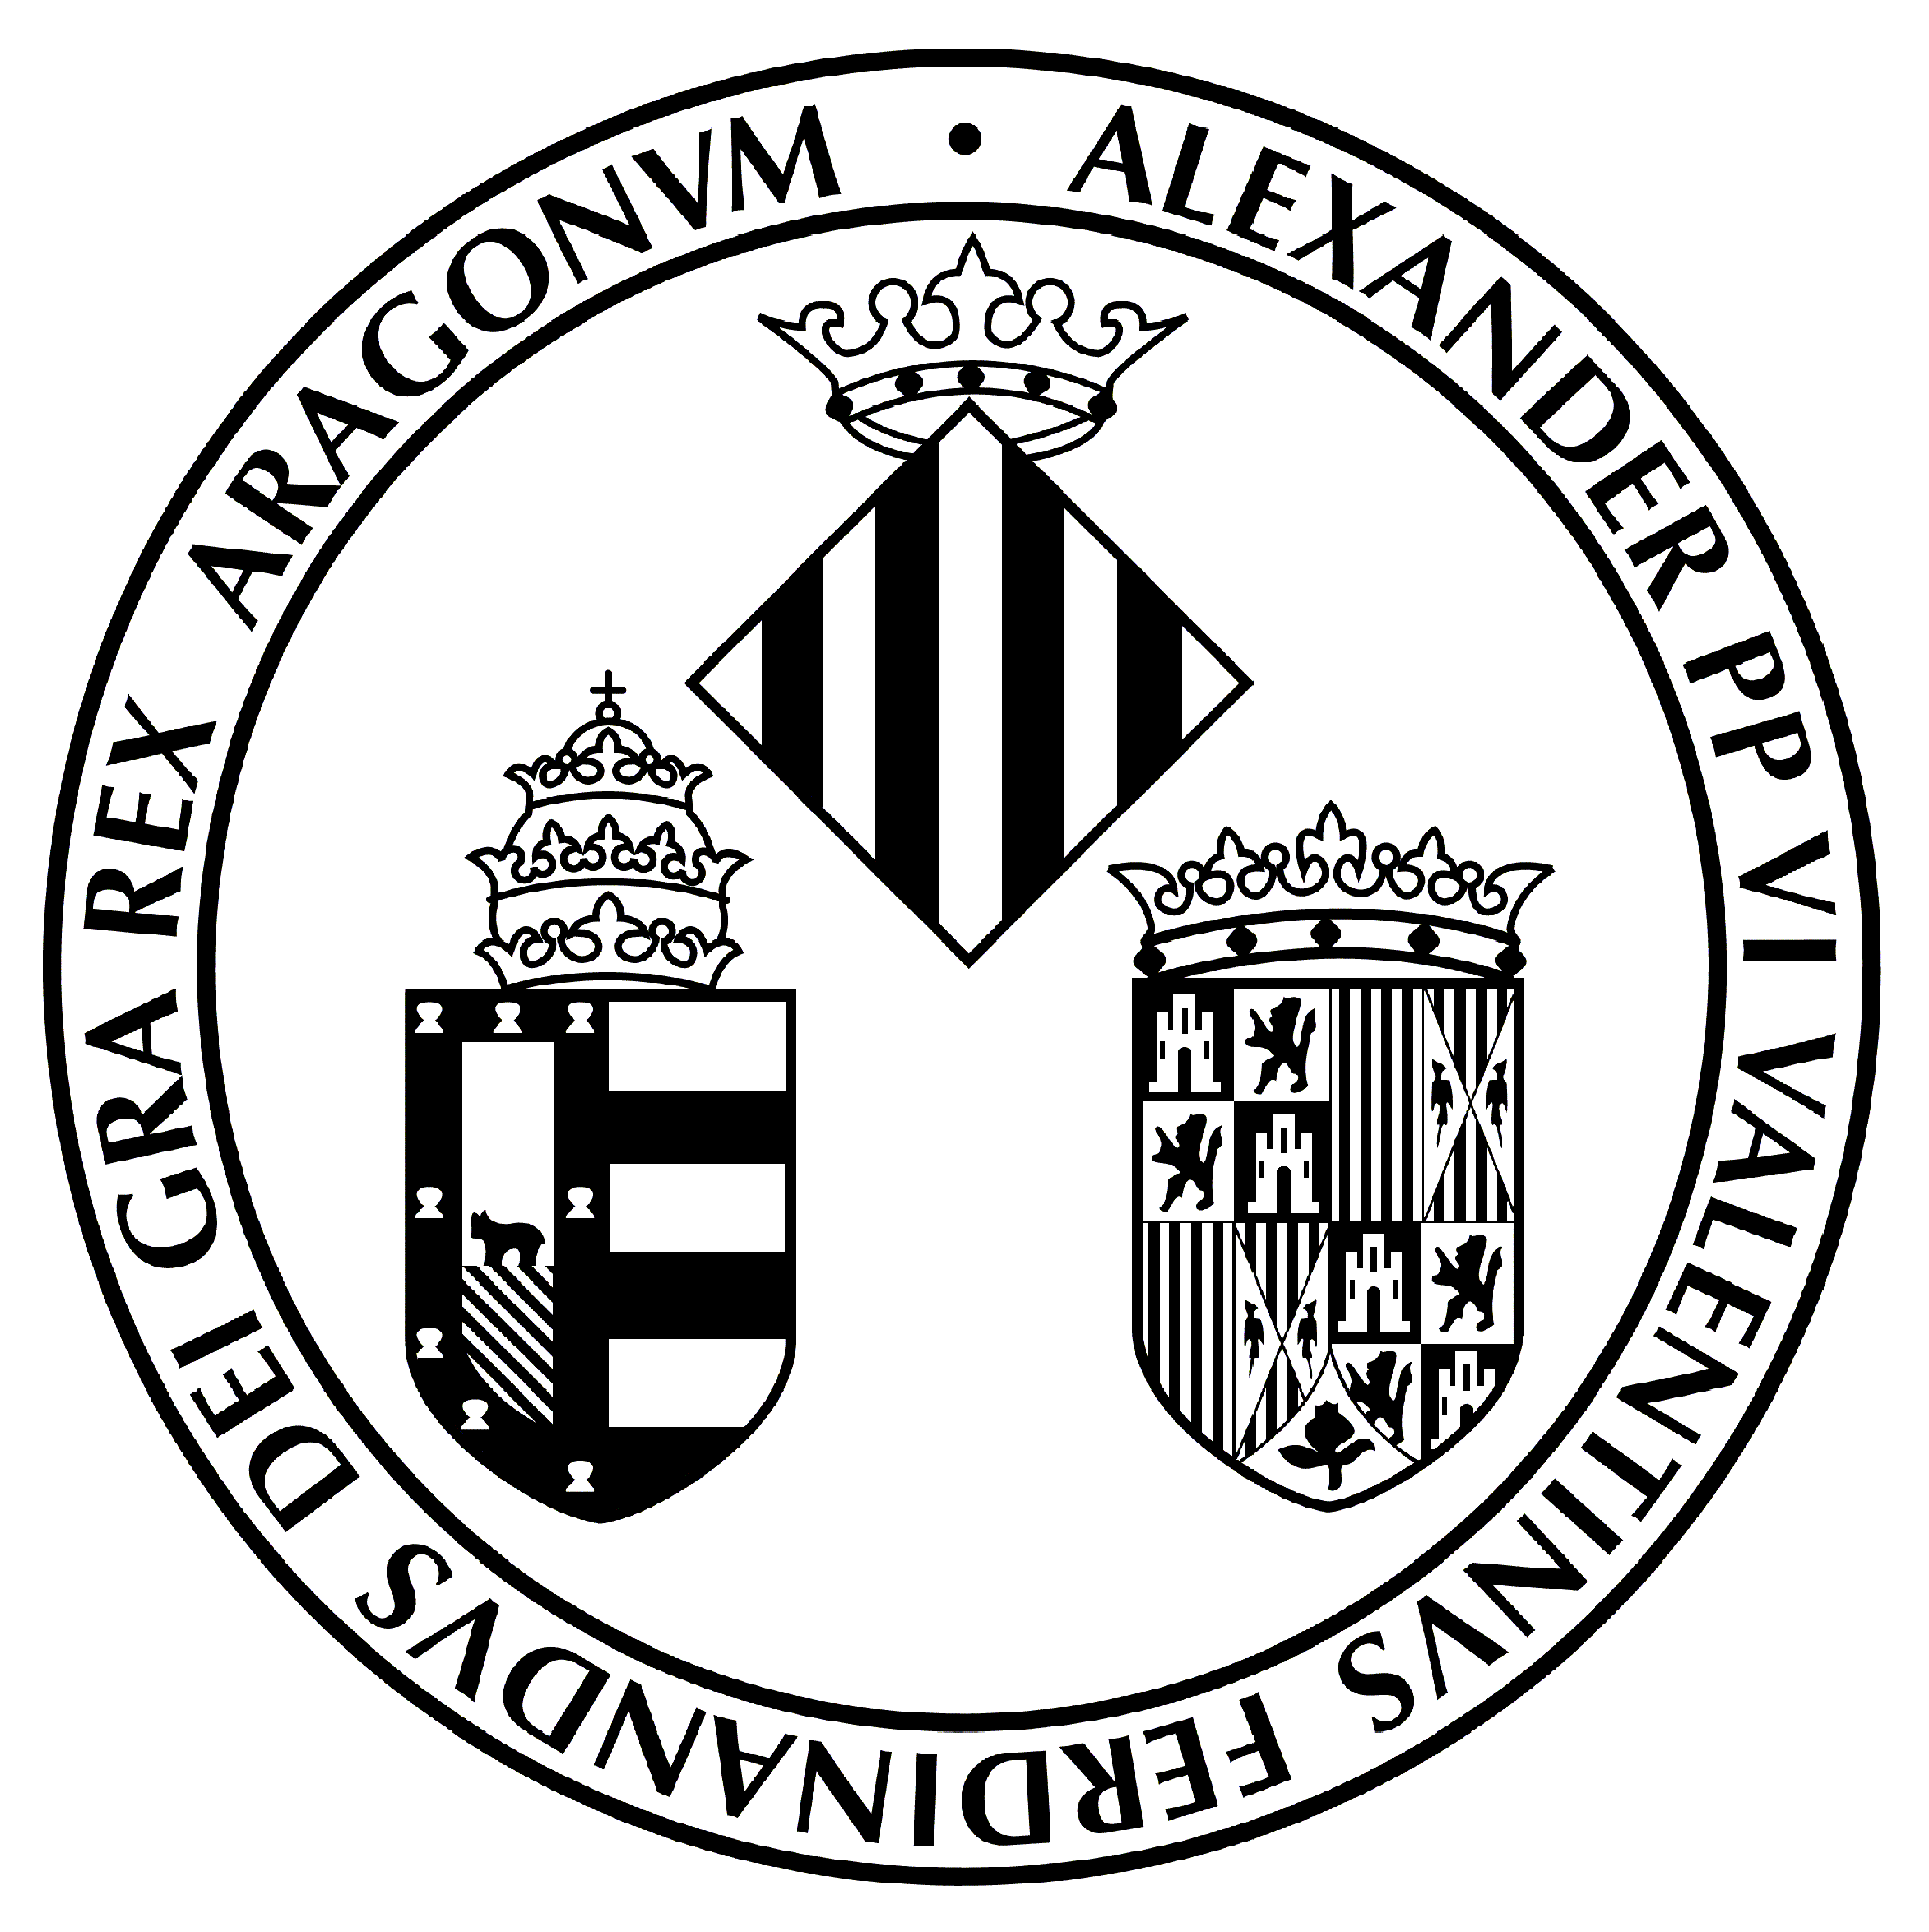 • ALEXANDER PP VI VALENTINVS FERDINANDVS DEI GRA REX ARAGONVM